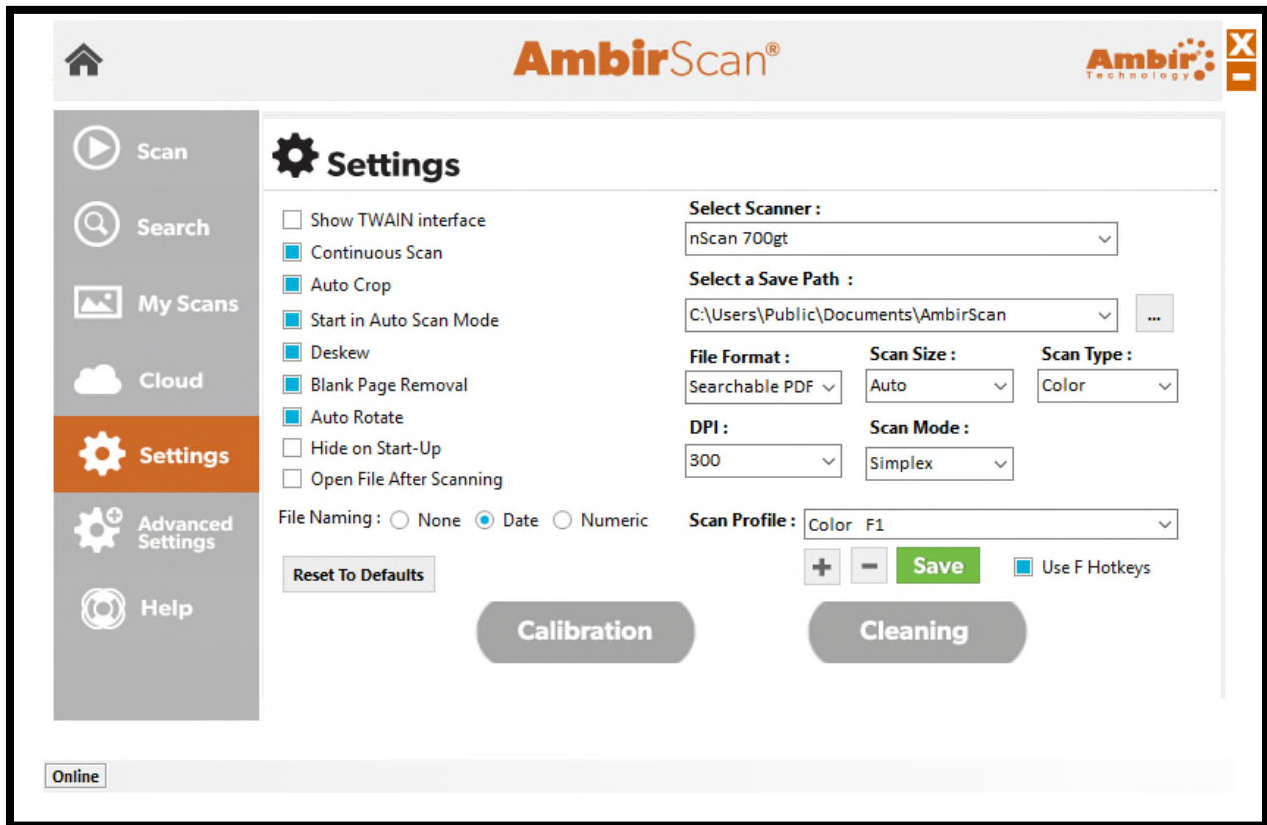 AmbirScan®
Ambir
Technology
X
Scan
Search
My Scans
Cloud
Settings
Advanced
Settings
Help
Settings
Show TWAIN interface
Continuous Scan
Auto Crop
Start in Auto Scan Mode
Deskew
Blank Page Removal
Auto Rotate
Hide on Start-Up
Open File After Scanning
File Naming : None Date Numeric
Reset To Defaults
Select Scanner :
nScan 700gt
Select a Save Path :
C:\Users\Public\Documents\AmbirScan ...
File Format : Scan Size : Scan Type :
Searchable PDF Auto Color
DPI : Scan Mode :
300 Simplex
Scan Profile : Color F1
+ − Save Use F Hotkeys
Calibration Cleaning
Online